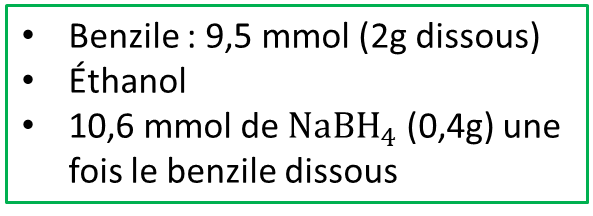 • Benzile : 9,5 mmol (2g dissous)
• Éthanol
• 10,6 mmol de NaBH₄ (0,4g) une
fois le benzile dissous